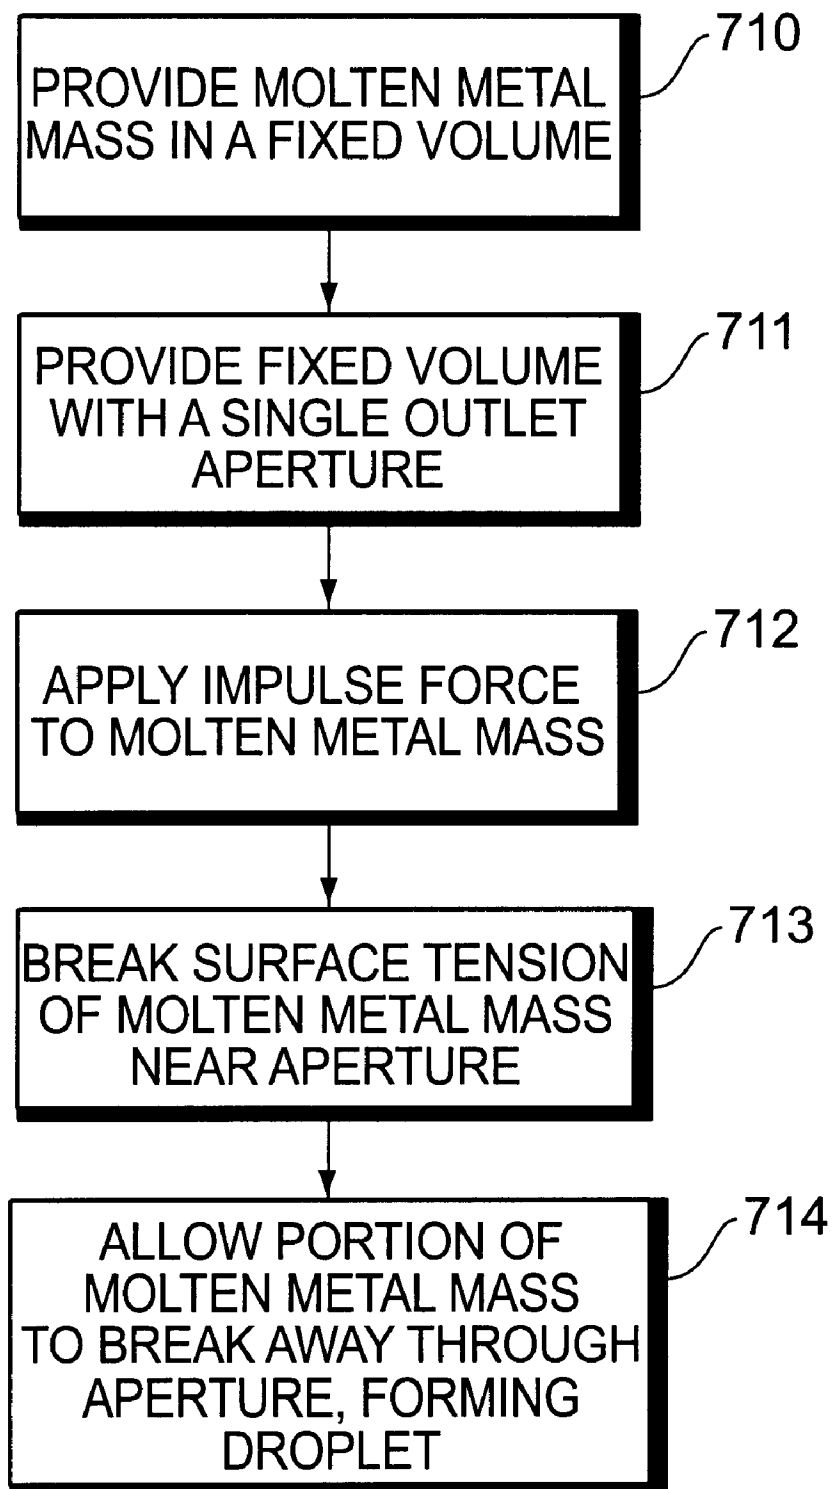 710
PROVIDE MOLTEN METAL
MASS IN A FIXED VOLUME
711
PROVIDE FIXED VOLUME
WITH A SINGLE OUTLET
APERTURE
712
APPLY IMPULSE FORCE
TO MOLTEN METAL MASS
713
BREAK SURFACE TENSION
OF MOLTEN METAL MASS
NEAR APERTURE
714
ALLOW PORTION OF
MOLTEN METAL MASS
TO BREAK AWAY THROUGH
APERTURE, FORMING
DROPLET